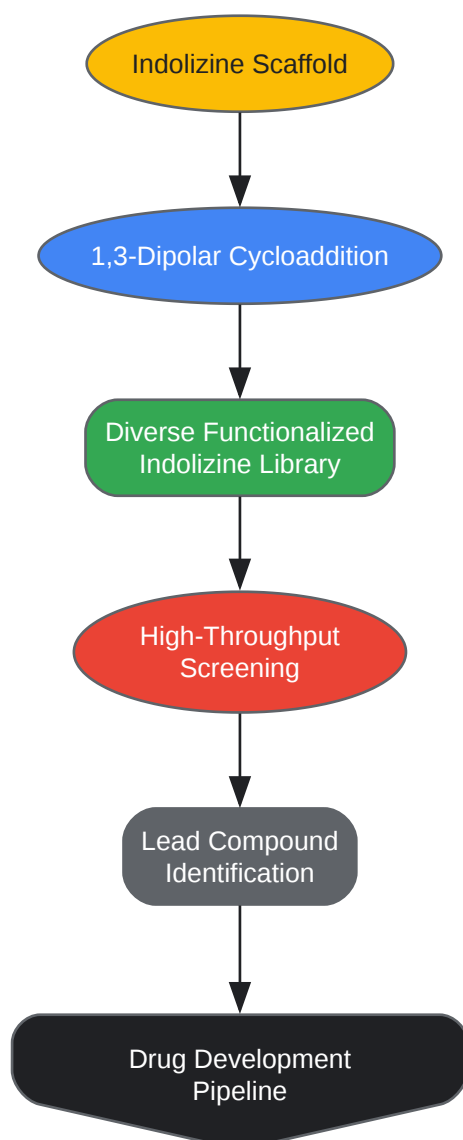 Indolizine Scaffold
1,3-Dipolar Cycloaddition
Diverse Functionalized
Indolizine Library
High-Throughput
Screening
Lead Compound
Identification
Drug Development
Pipeline